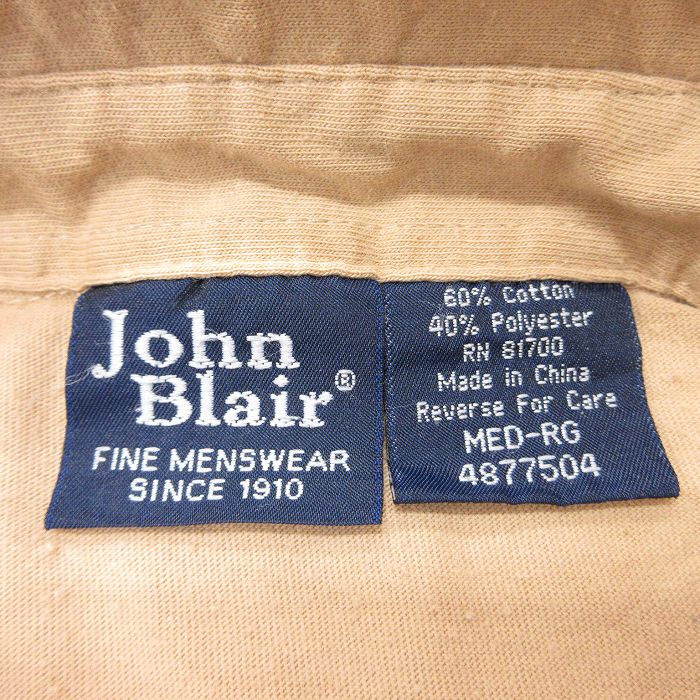 John
Blair®
FINE MENSWEAR
SINCE 1910
60% Cotton
40% Polyester
RN 81700
Made in China
Reverse For Care
MED-RG
4877504